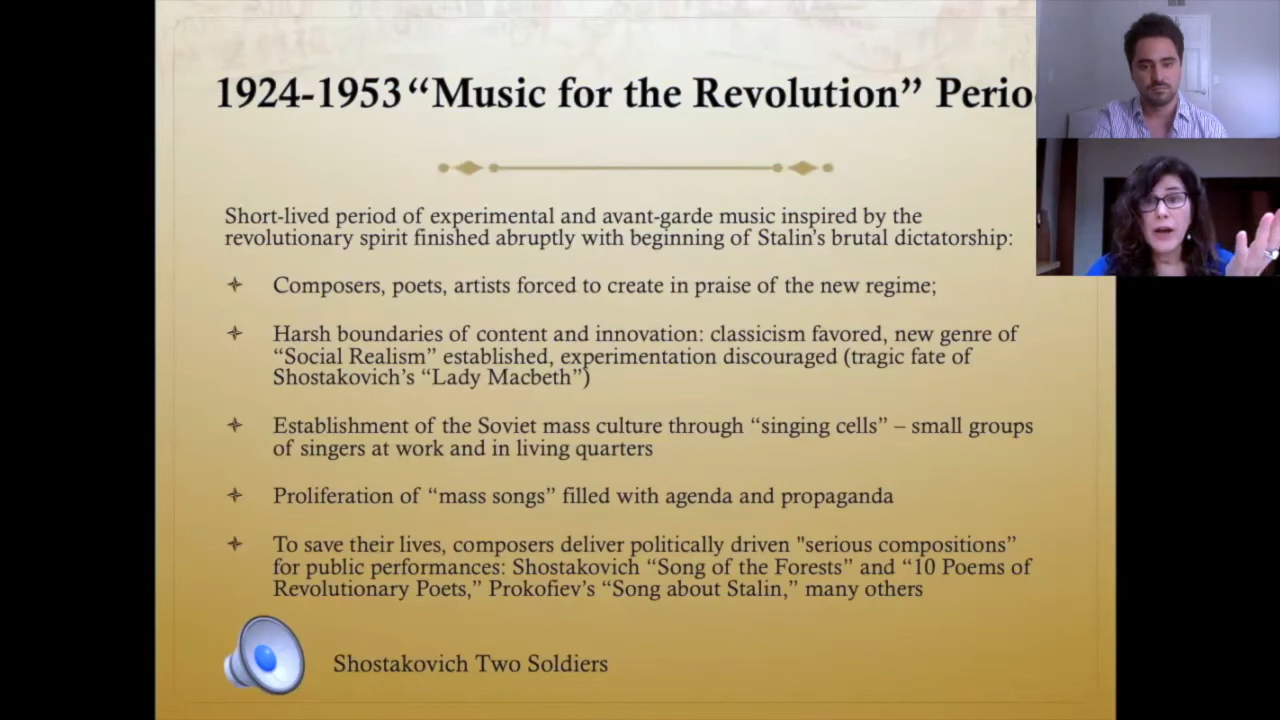 1924-1953“Music for the Revolution” Perio
Short-lived period of experimental and avant-garde music inspired by the
revolutionary spirit finished abruptly with beginning of Stalin’s brutal dictatorship:
Composers, poets, artists forced to create in praise of the new regime;
Harsh boundaries of content and innovation: classicism favored, new genre of
“Social Realism” established, experimentation discouraged (tragic fate of
Shostakovich’s “Lady Macbeth”)
Establishment of the Soviet mass culture through “singing cells” – small groups
of singers at work and in living quarters
Proliferation of “mass songs” filled with agenda and propaganda
To save their lives, composers deliver politically driven "serious compositions”
for public performances: Shostakovich “Song of the Forests” and “10 Poems of
Revolutionary Poets,” Prokofiev’s “Song about Stalin,” many others
Shostakovich Two Soldiers